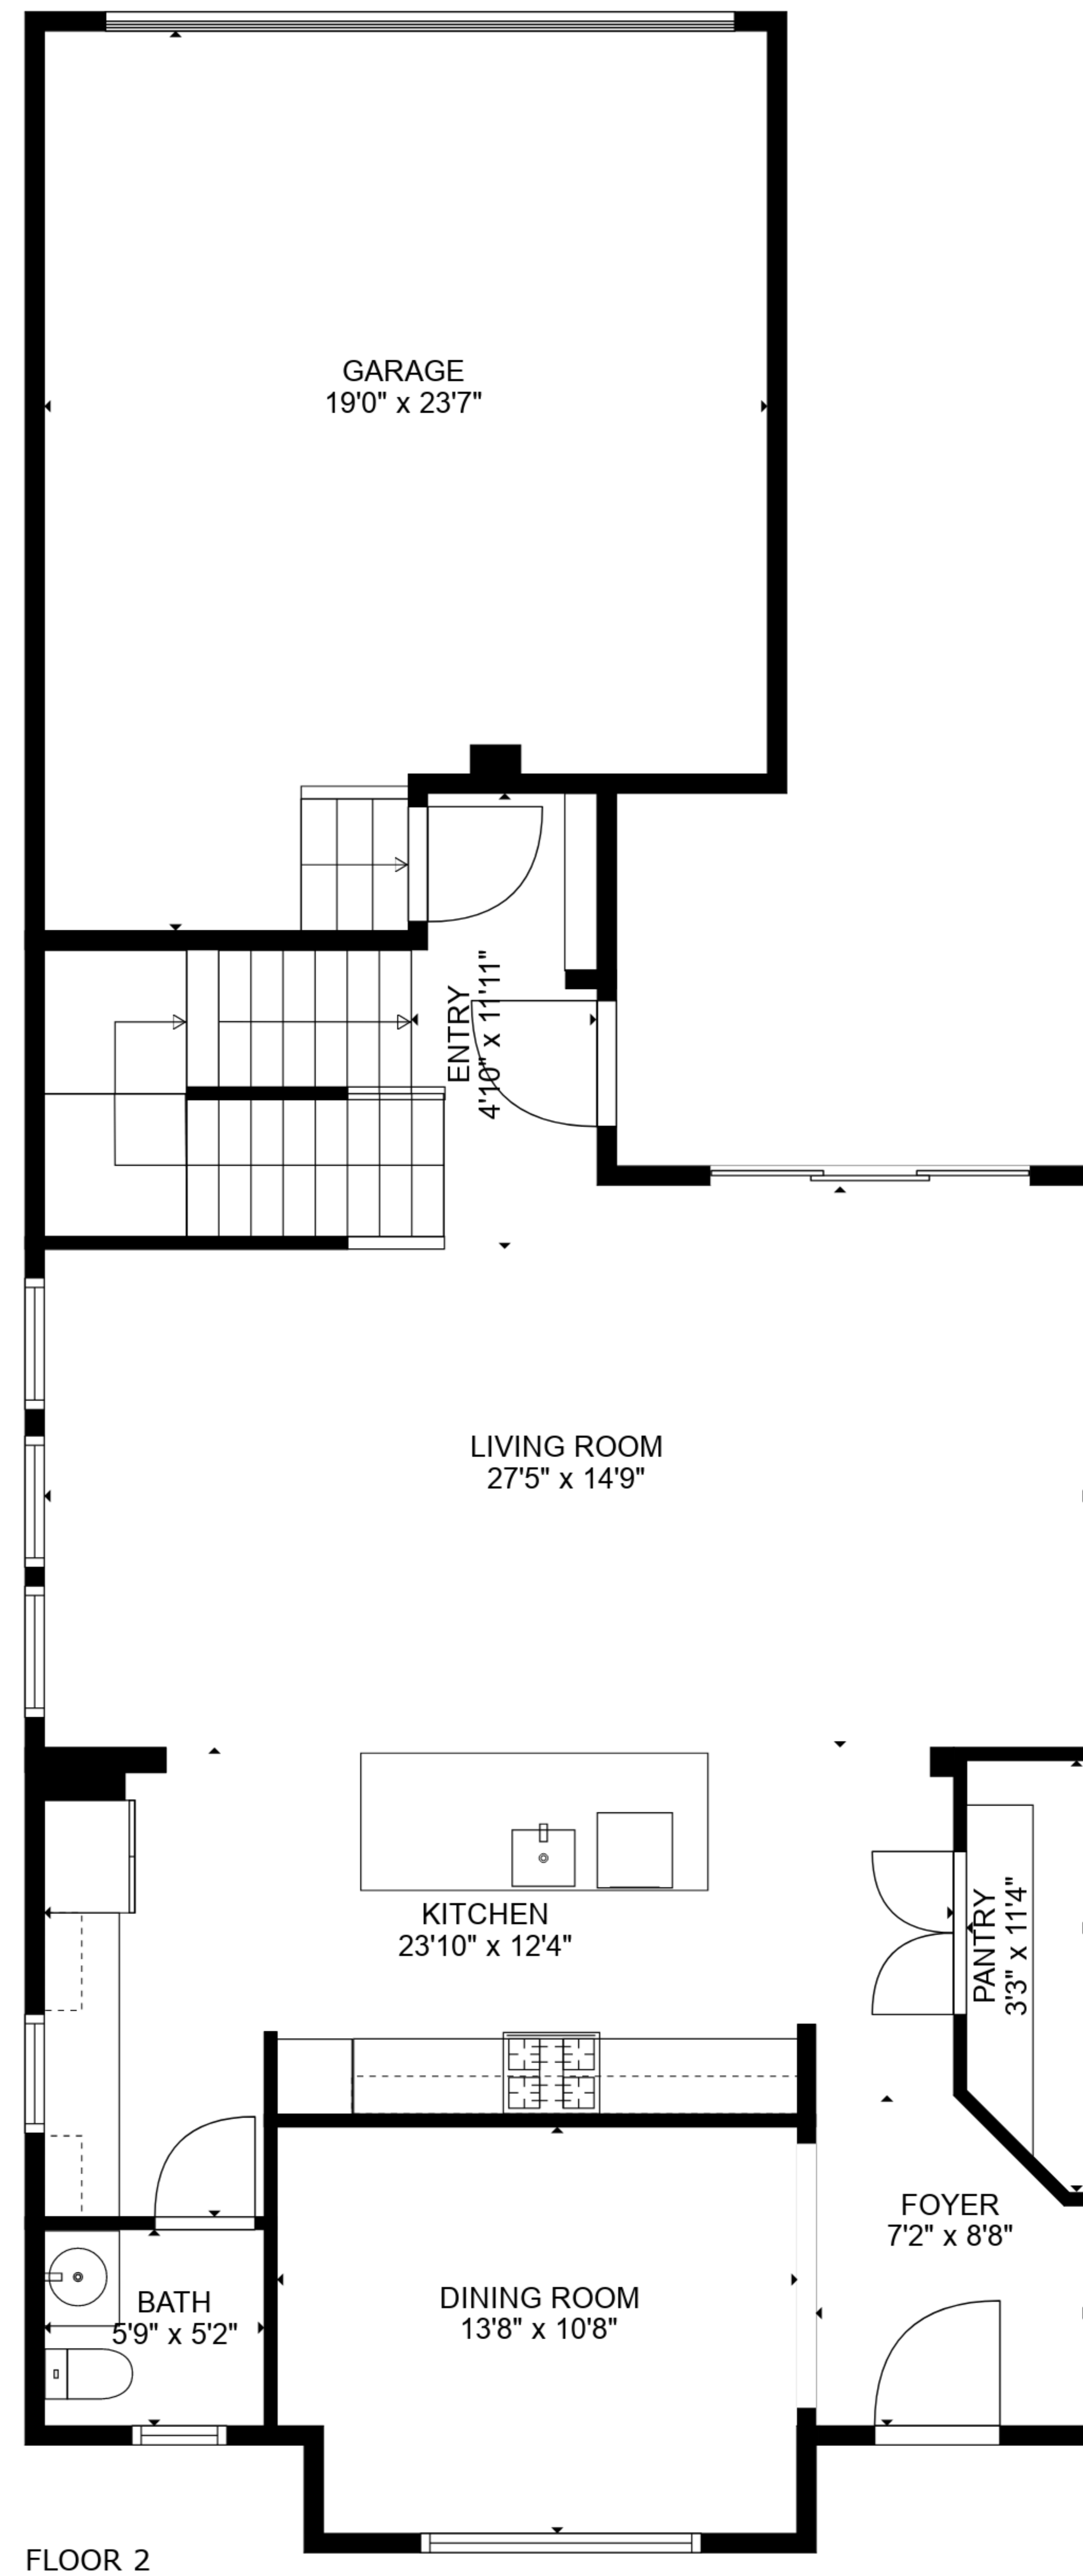 GARAGE
19'0" x 23'7"
ENTRY
4'10" x 11'11"
LIVING ROOM
27'5" x 14'9"
KITCHEN
23'10" x 12'4"
PANTRY
3'3" x 11'4"
FOYER
7'2" x 8'8"
BATH
5'9" x 5'2"
DINING ROOM
13'8" x 10'8"
FLOOR 2